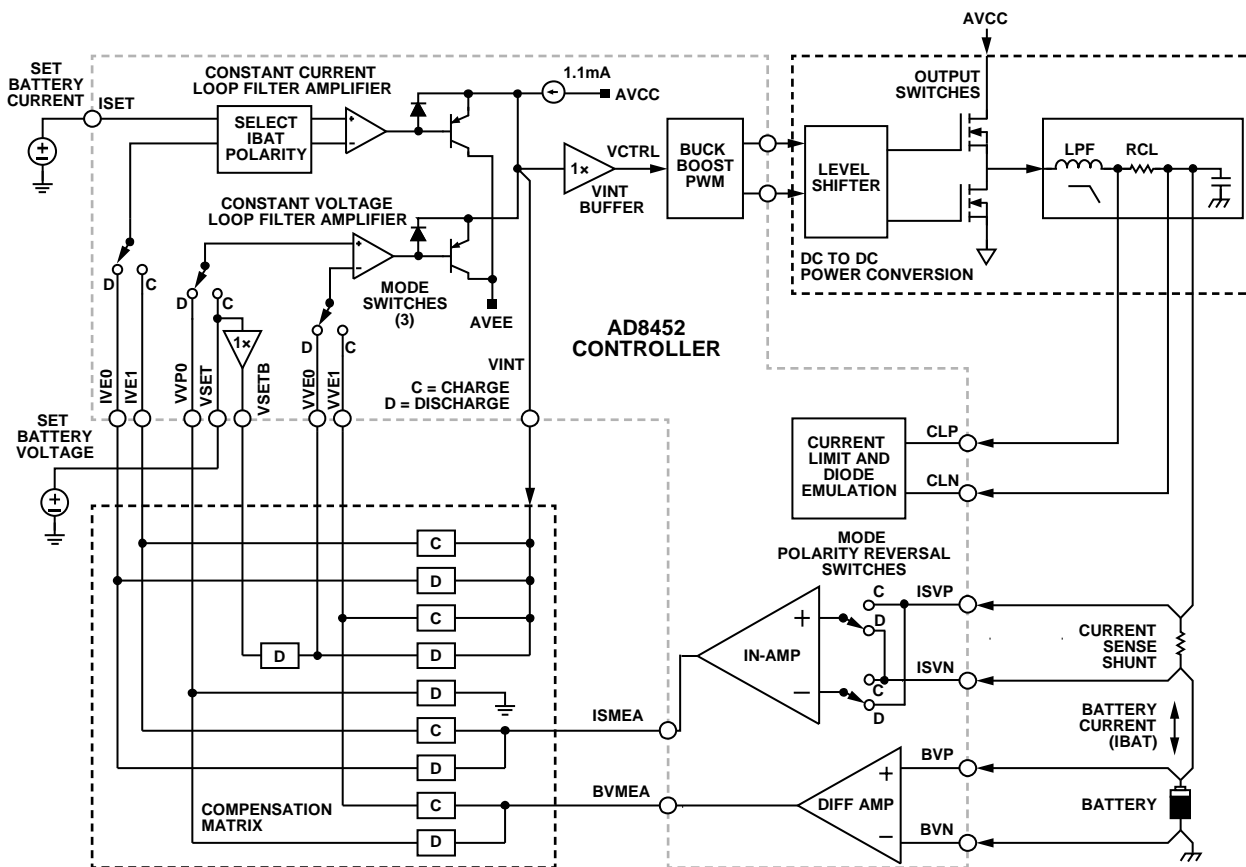 AVCC
SET
BATTERY
CURRENT
ISET
CONSTANT CURRENT
LOOP FILTER AMPLIFIER
1.1mA
AVCC
SELECT
IBAT
POLARITY
+
–
CONSTANT VOLTAGE
LOOP FILTER AMPLIFIER
+
–
1×
VCTRL
VINT
BUFFER
BUCK
BOOST
PWM
OUTPUT
SWITCHES
LEVEL
SHIFTER
DC TO DC
POWER CONVERSION
LPF
RCL
D
C
D
C
MODE
SWITCHES
(3)
AVEE
D
C
1×
AD8452
CONTROLLER
IVE0
IVE1
VVP0
VSET
VSETB
VVE0
VVE1
VINT
C = CHARGE
D = DISCHARGE
SET
BATTERY
VOLTAGE
CURRENT
LIMIT AND
DIODE
EMULATION
CLP
CLN
C
D
C
D
D
D
C
D
C
D
COMPENSATION
MATRIX
MODE
POLARITY REVERSAL
SWITCHES
C
D
C
D
+
–
IN-AMP
ISVP
ISVN
CURRENT
SENSE
SHUNT
ISMEA
BATTERY
CURRENT
(IBAT)
BVMEA
+
–
DIFF AMP
BVP
BVN
BATTERY